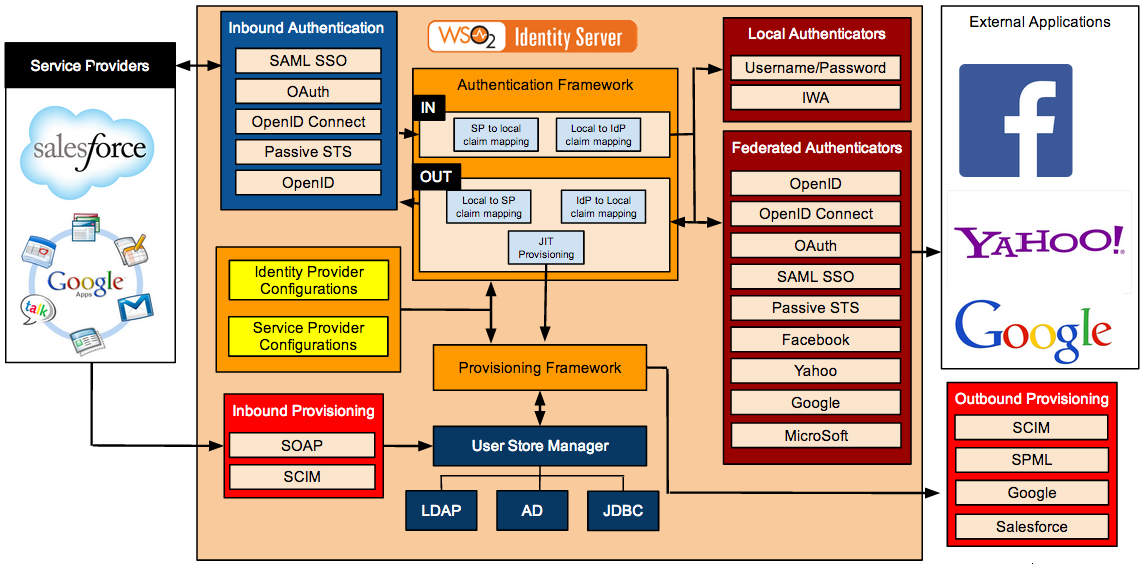 Service Providers
salesforce
Google
Apps
talk
Inbound Authentication
SAML SSO
OAuth
OpenID Connect
Passive STS
OpenID
WSO2 Identity Server
Authentication Framework
IN
SP to local
claim mapping
Local to IdP
claim mapping
OUT
Local to SP
claim mapping
IdP to Local
claim mapping
JIT
Provisioning
Identity Provider
Configurations
Service Provider
Configurations
Provisioning Framework
Inbound Provisioning
SOAP
SCIM
User Store Manager
LDAP
AD
JDBC
Local Authenticators
Username/Password
IWA
Federated Authenticators
OpenID
OpenID Connect
OAuth
SAML SSO
Passive STS
Facebook
Yahoo
Google
MicroSoft
External Applications
f
YAHOO!
Google
Outbound Provisioning
SCIM
SPML
Google
Salesforce